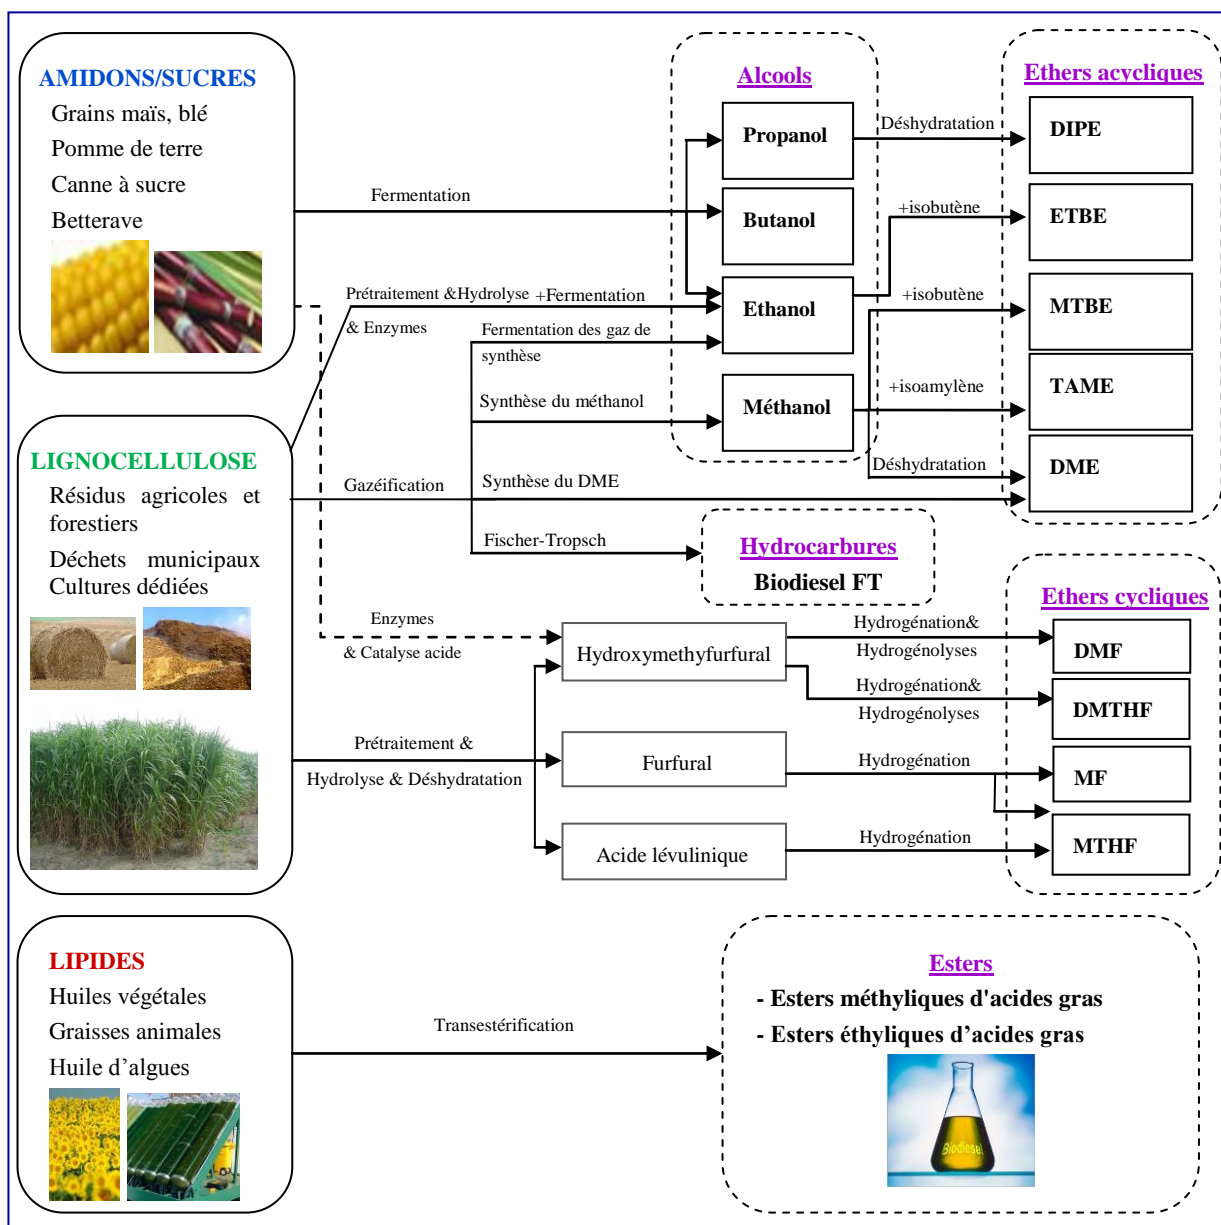 AMIDONS/SUCRES
Grains maïs, blé
Pomme de terre
Canne à sucre
Betterave
LIGNOCELLULOSE
Résidus agricoles et
forestiers
Déchets municipaux
Cultures dédiées
LIPIDES
Huiles végétales
Graisses animales
Huile d’algues
Fermentation
Prétraitement &Hydrolyse
+Fermentation
& Enzymes
Fermentation des gaz de
synthèse
Synthèse du méthanol
Gazéification
Synthèse du DME
Fischer-Tropsch
Enzymes
& Catalyse acide
Prétraitement &
Hydrolyse & Déshydratation
Transestérification
Alcools
Propanol
Butanol
Ethanol
Méthanol
Hydrocarbures
Biodiesel FT
Hydroxymethyfurfural
Furfural
Acide lévulinique
Déshydratation
+isobutène
+isobutène
+isoamylène
Déshydratation
Hydrogénation&
Hydrogénolyses
Hydrogénation&
Hydrogénolyses
Hydrogénation
Hydrogénation
Ethers acycliques
DIPE
ETBE
MTBE
TAME
DME
Ethers cycliques
DMF
DMTHF
MF
MTHF
Esters
- Esters méthyliques d'acides gras
- Esters éthyliques d’acides gras
Biodiesel